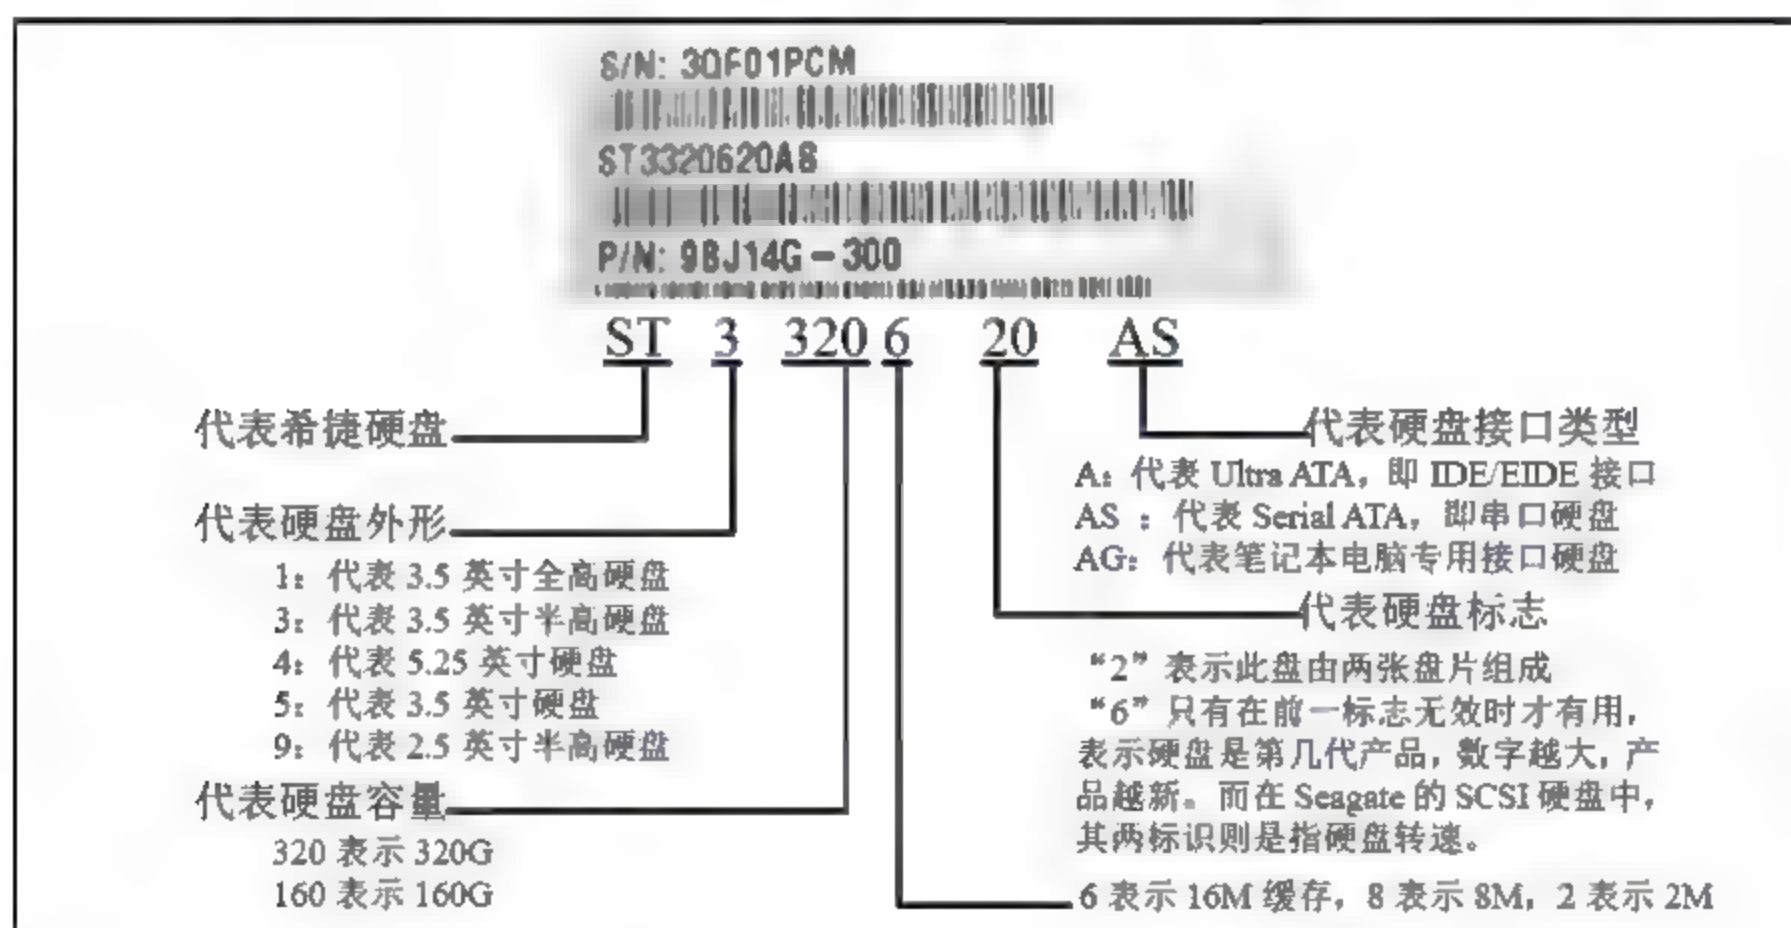 S/N: 3QF01PCM
ST3320620AS
P/N: 9BJ14G – 300
ST 3 320 6 20 AS
代表希捷硬盘
代表硬盘外形
1：代表 3.5 英寸全高硬盘
3：代表 3.5 英寸半高硬盘
4：代表 5.25 英寸硬盘
5：代表 3.5 英寸硬盘
9：代表 2.5 英寸半高硬盘
代表硬盘容量
320 表示 320G
160 表示 160G
代表硬盘接口类型
A：代表 Ultra ATA，即 IDE/EIDE 接口
AS ：代表 Serial ATA，即串口硬盘
AG：代表笔记本电脑专用接口硬盘
代表硬盘标志
“2”表示此盘由两张盘片组成
“6”只有在前一标志无效时才有用，
表示硬盘是第几代产品，数字越大，产
品越新。而在 Seagate 的 SCSI 硬盘中，
其两标识则是指硬盘转速。
6 表示 16M 缓存，8 表示 8M，2 表示 2M